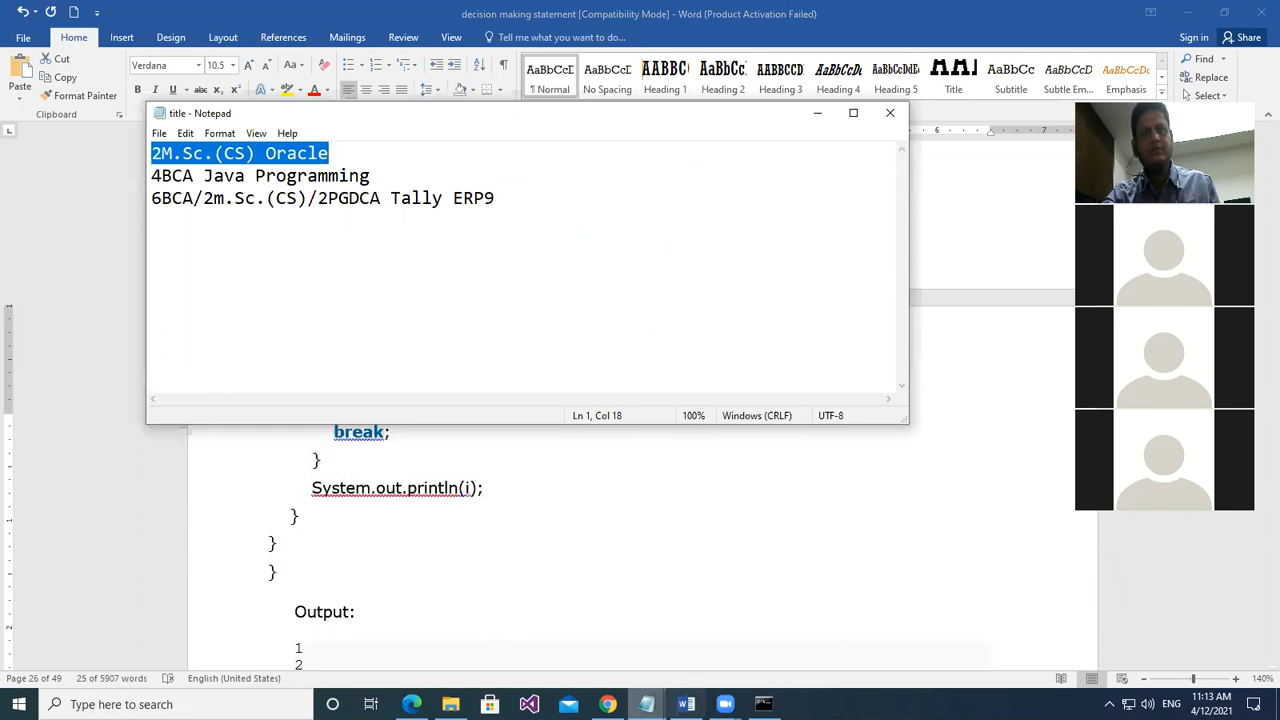 decision making statement [Compatibility Mode] - Word (Product Activation Failed)
File Home Insert Design Layout References Mailings Review View Tell me what you want to do... Sign in Share
Paste Cut Copy Format Painter Clipboard
Verdana 10.5
B I U
AaBbCcI ¶ Normal
AaBbCcI No Spacing
AABBC Heading 1
AaBbCc. Heading 2
AABBCCD Heading 3
AaBbCcD Heading 4
AaBbCcDdE Heading 5
Title
AaBbCc Subtitle
AaBbCcD Subtle Em...
AaBbCcDd Emphasis
Find
Replace
Select
title - Notepad
File Edit Format View Help
2M.Sc.(CS) Oracle
4BCA Java Programming
6BCA/2m.Sc.(CS)/2PGDCA Tally ERP9
Ln 1, Col 18 100% Windows (CRLF) UTF-8
break;
}
System.out.println(i);
}
}
}
Output:
1
2
Page 26 of 49 25 of 5907 words English (United States) 140%
Type here to search
ENG
11:13 AM
4/12/2021